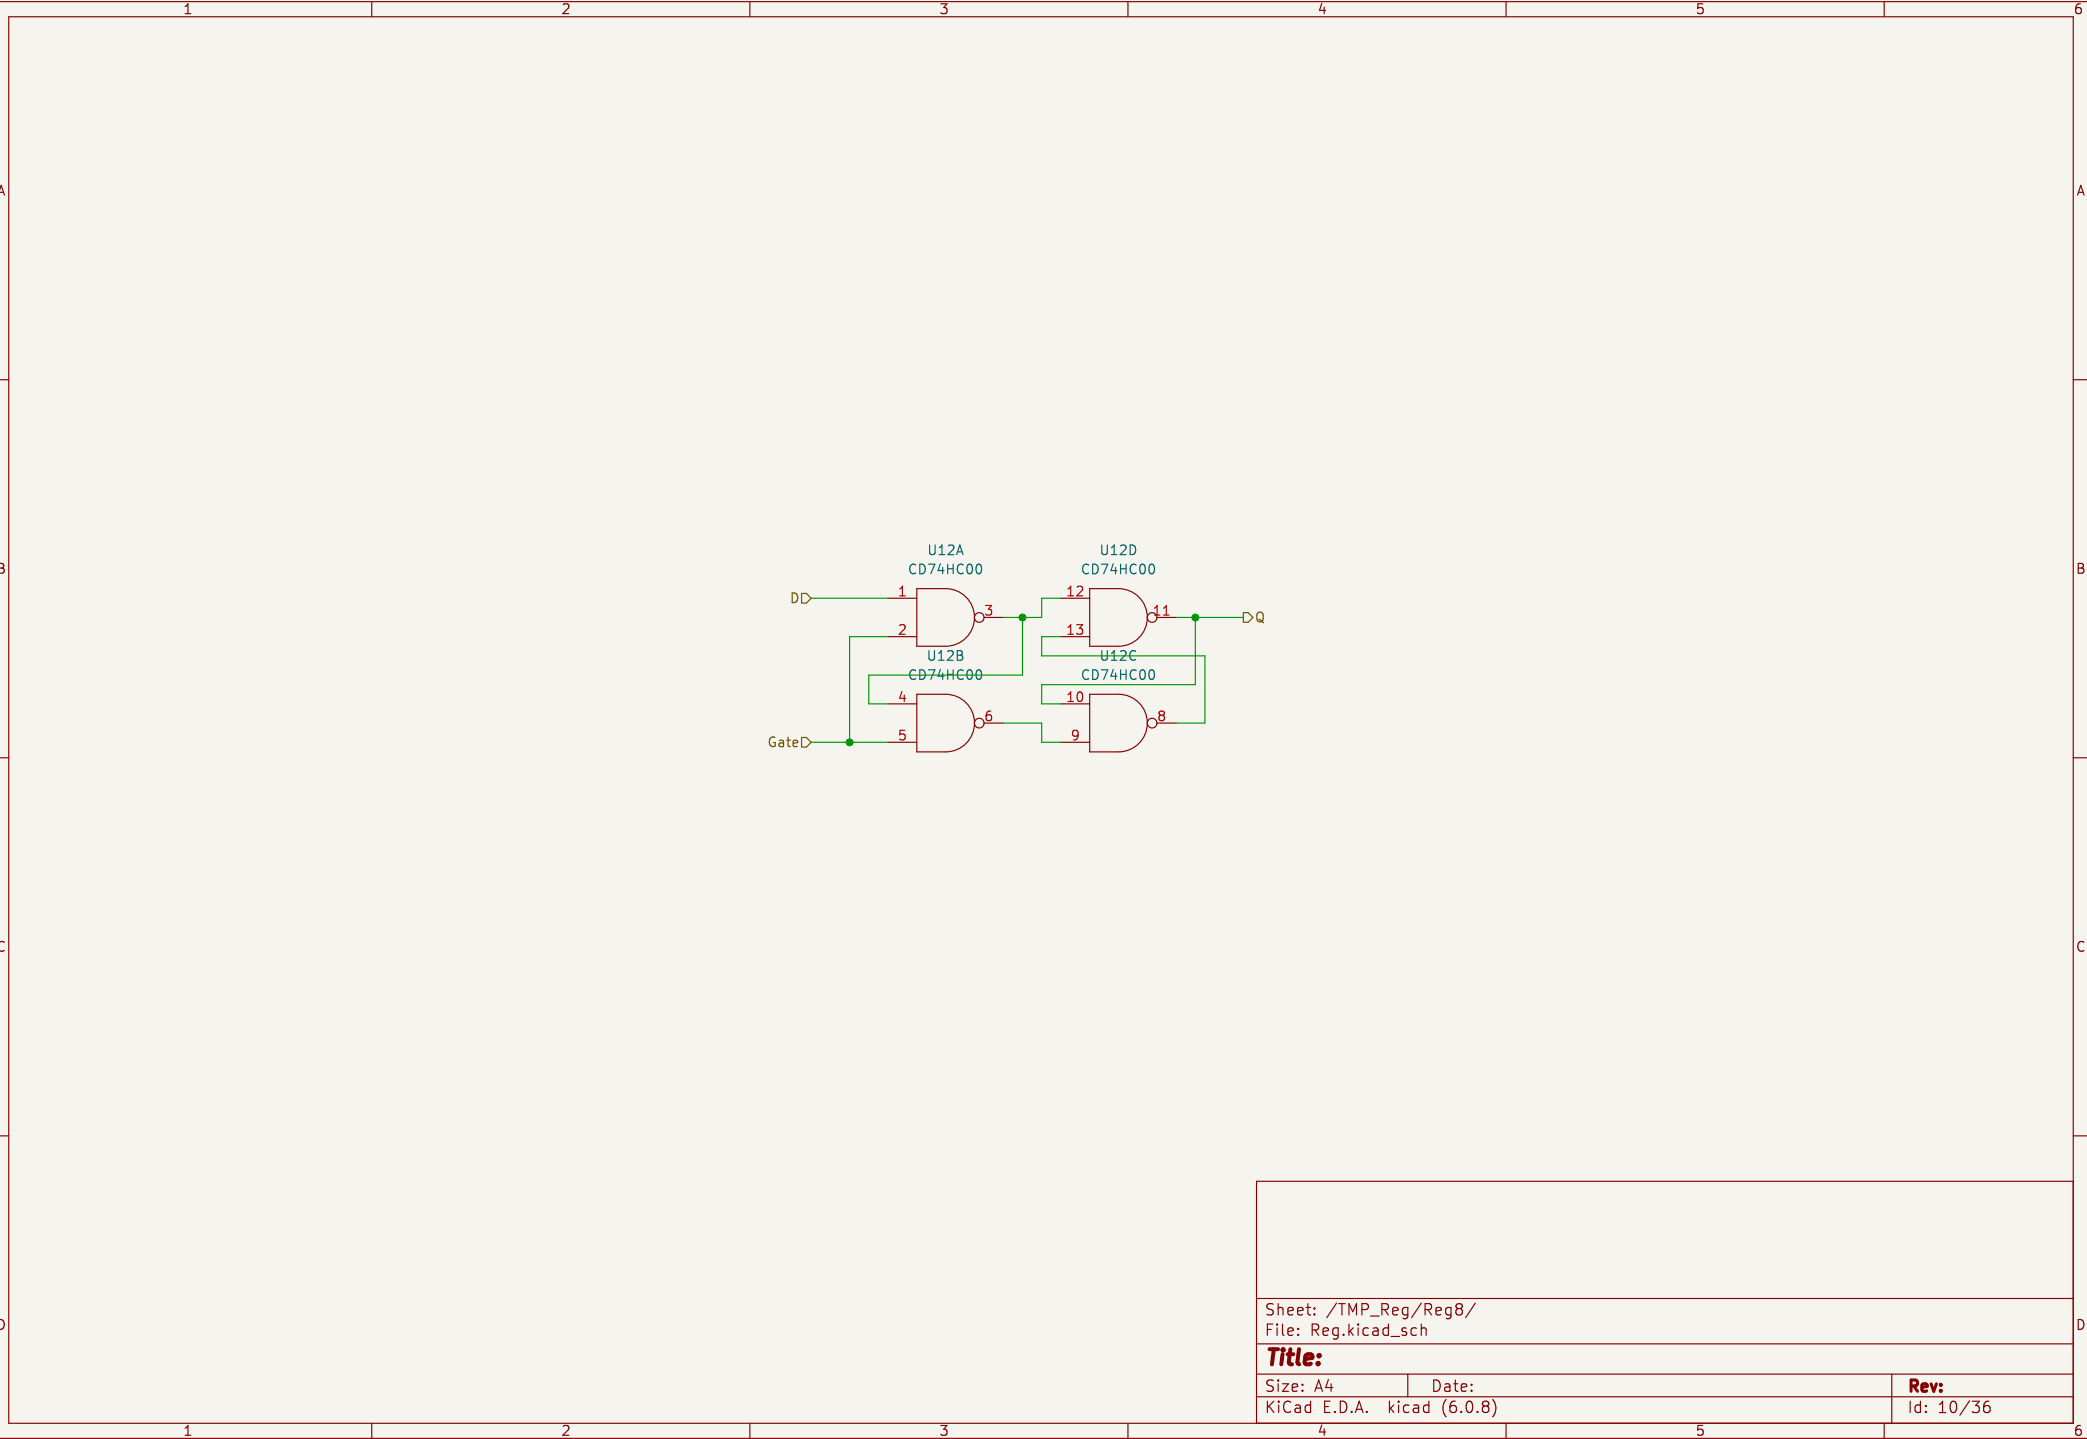 1 2 3 4 5 6
A A
U12A U12D
CD74HC00 CD74HC00
B B
D 1 3 12 11 Q
2 13
U12B U12C
CD74HC00 CD74HC00
4 6 10 8
Gate 5 9
C C
Sheet: /TMP_Reg/Reg8/
File: Reg.kicad_sch
D D
Title:
Size: A4 Date: Rev:
KiCad E.D.A. kicad (6.0.8) Id: 10/36
1 2 3 4 5 6